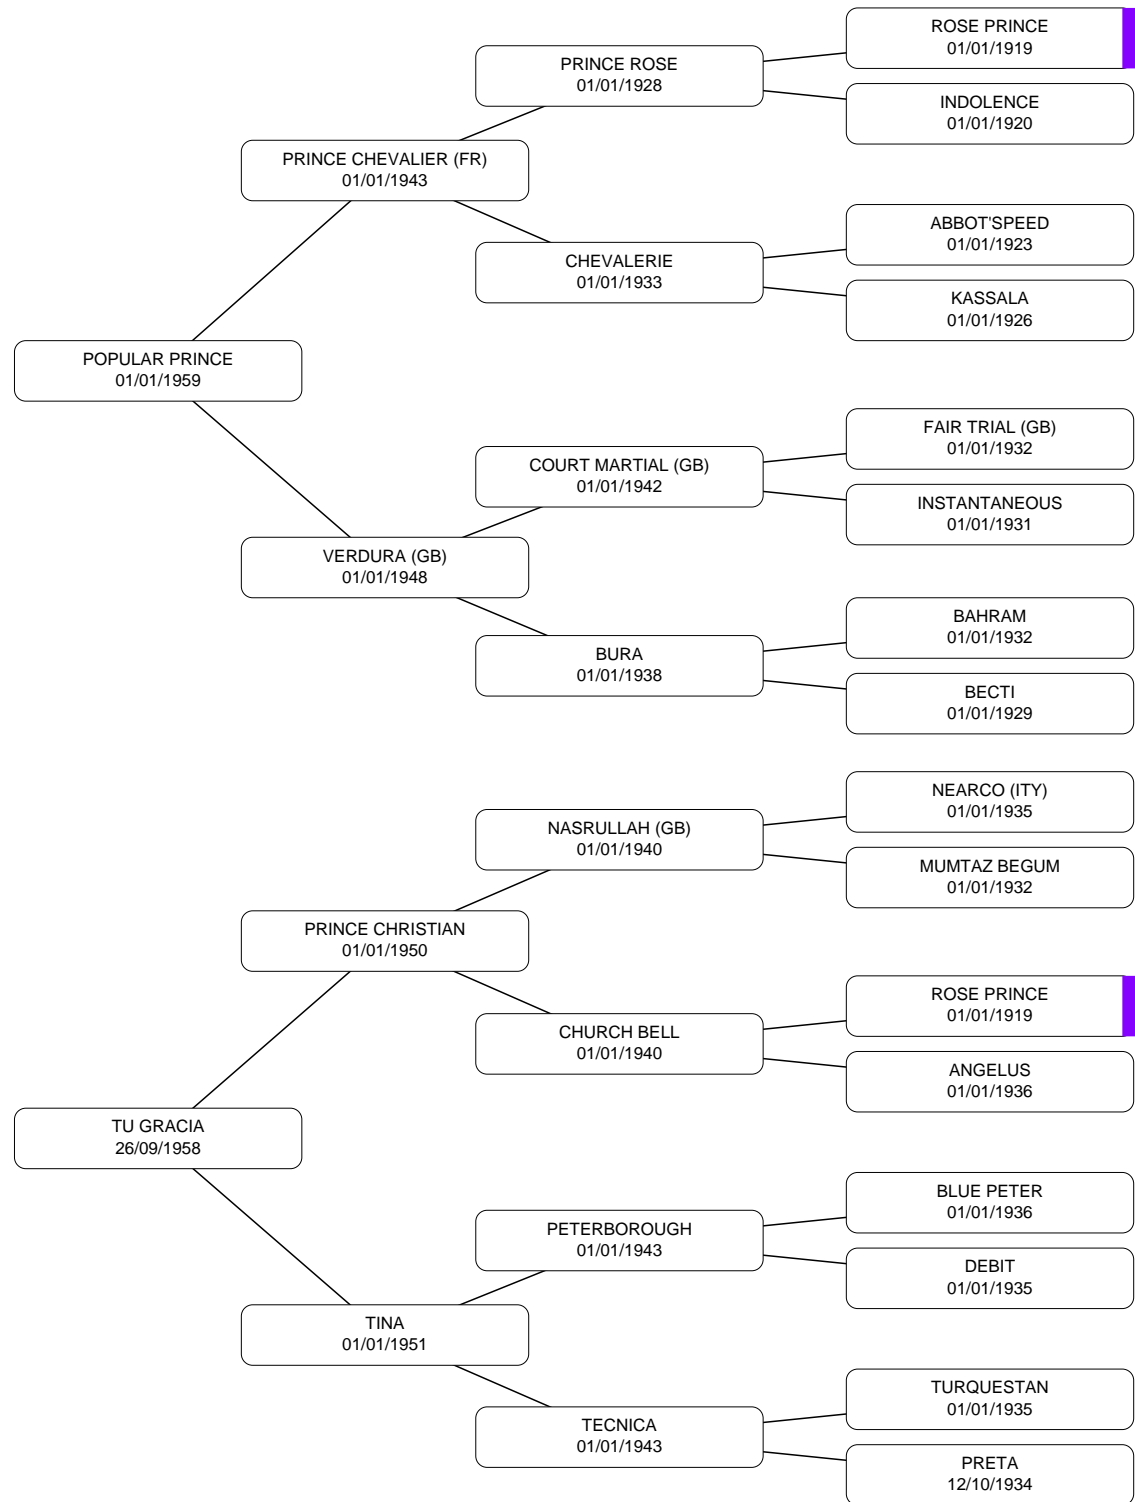 ROSE PRINCE
01/01/1919
PRINCE ROSE
01/01/1928
INDOLENCE
01/01/1920
PRINCE CHEVALIER (FR)
01/01/1943
ABBOT'SPEED
01/01/1923
CHEVALERIE
01/01/1933
KASSALA
01/01/1926
POPULAR PRINCE
01/01/1959
FAIR TRIAL (GB)
01/01/1932
COURT MARTIAL (GB)
01/01/1942
INSTANTANEOUS
01/01/1931
VERDURA (GB)
01/01/1948
BAHRAM
01/01/1932
BURA
01/01/1938
BECTI
01/01/1929
NEARCO (ITY)
01/01/1935
NASRULLAH (GB)
01/01/1940
MUMTAZ BEGUM
01/01/1932
PRINCE CHRISTIAN
01/01/1950
ROSE PRINCE
01/01/1919
CHURCH BELL
01/01/1940
ANGELUS
01/01/1936
TU GRACIA
26/09/1958
BLUE PETER
01/01/1936
PETERBOROUGH
01/01/1943
DEBIT
01/01/1935
TINA
01/01/1951
TURQUESTAN
01/01/1935
TECNICA
01/01/1943
PRETA
12/10/1934